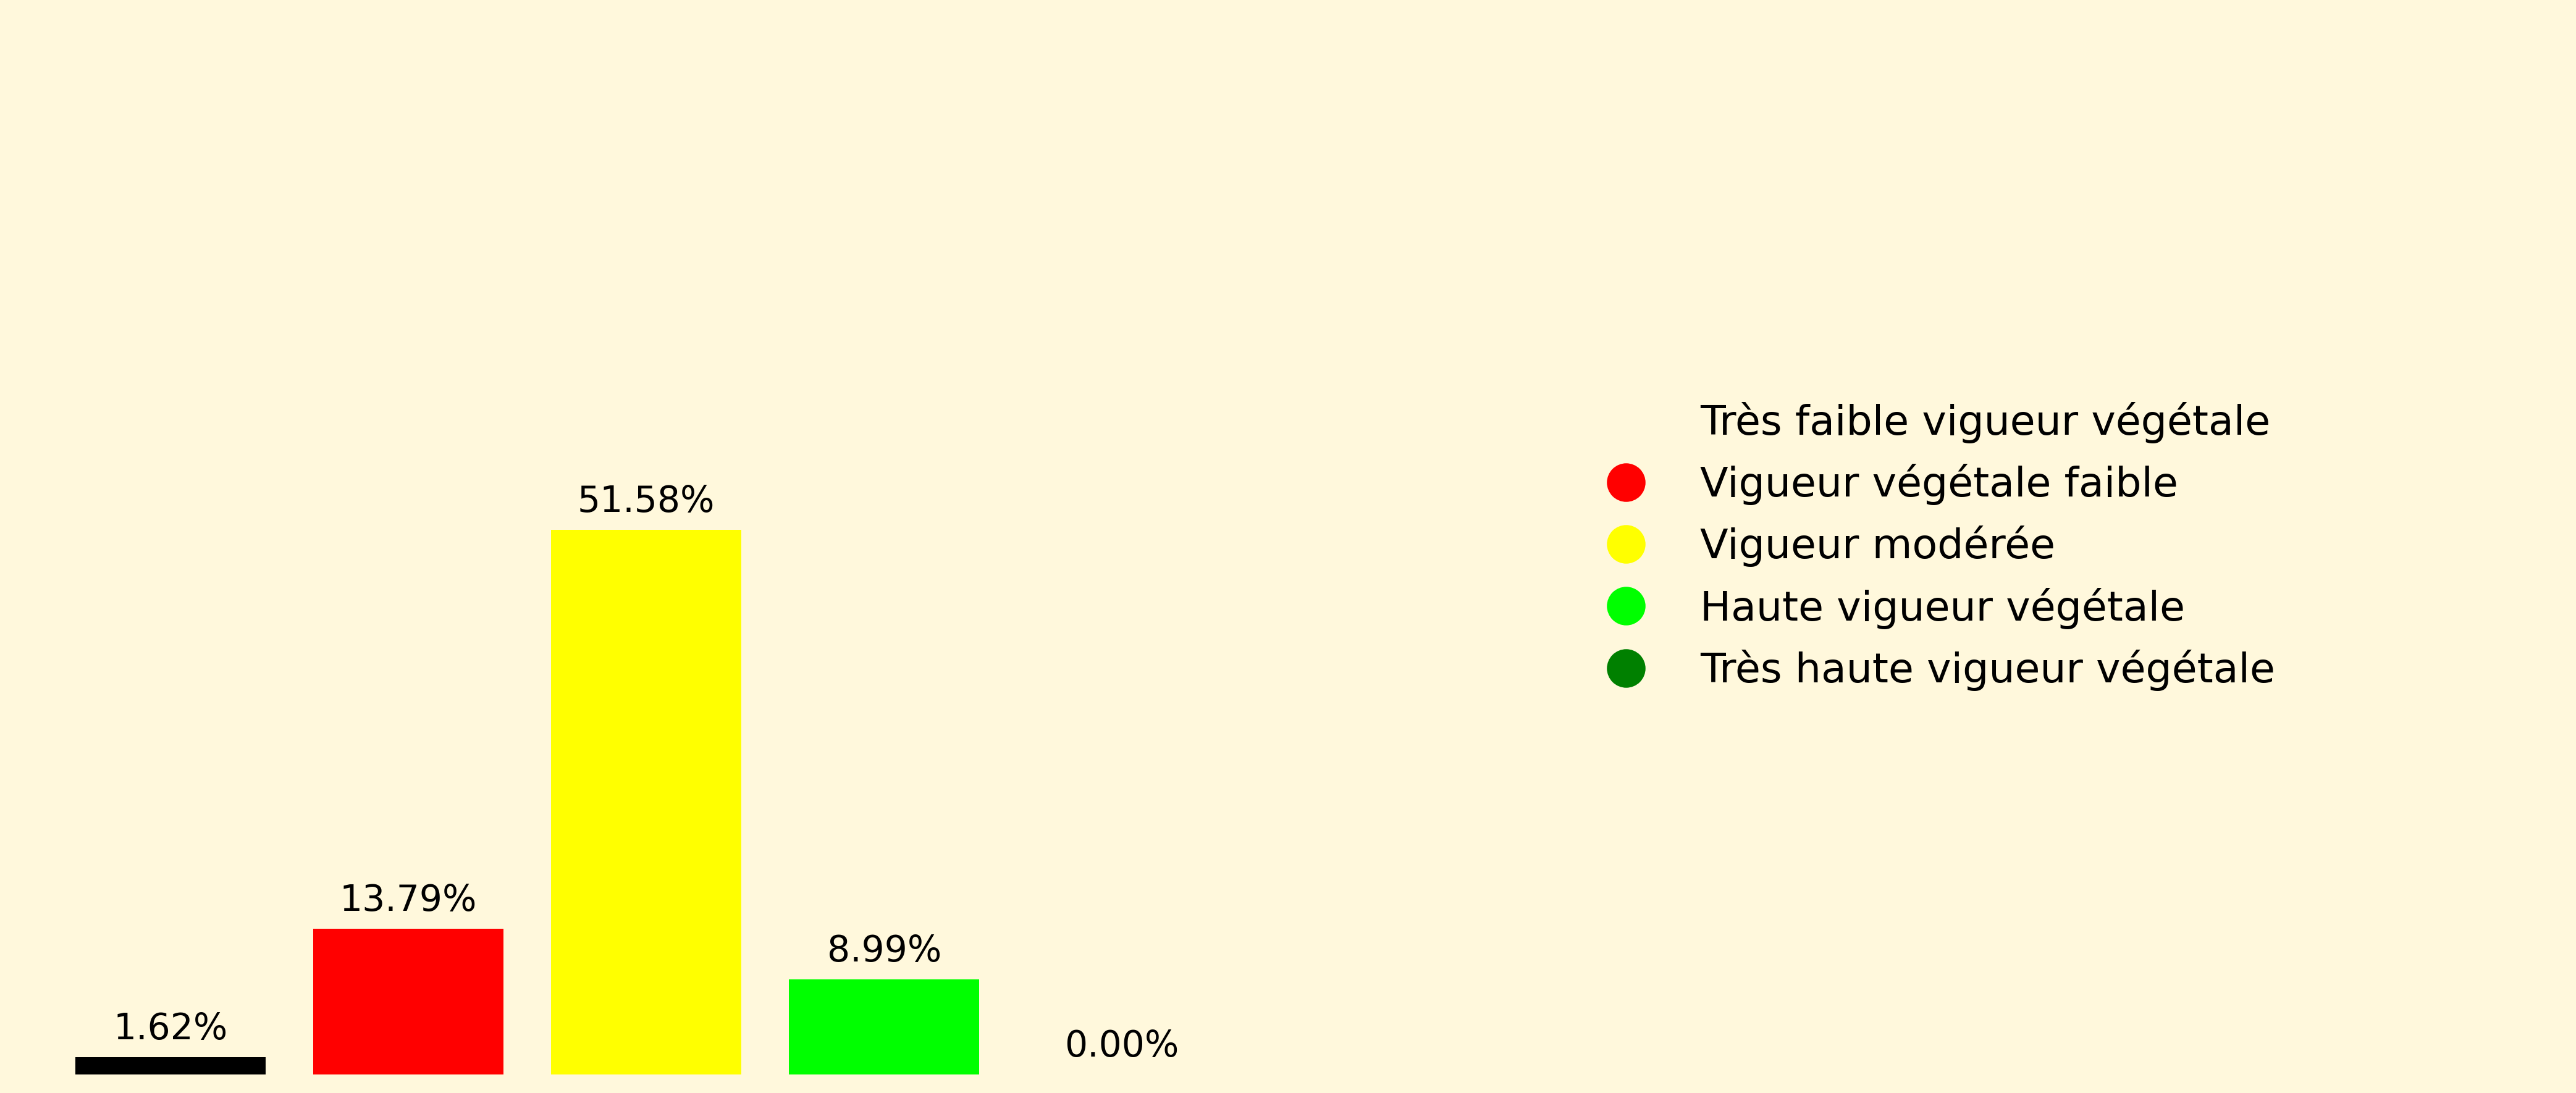 51.58%
13.79%
8.99%
1.62%
0.00%
Très faible vigueur végétale
Vigueur végétale faible
Vigueur modérée
Haute vigueur végétale
Très haute vigueur végétale